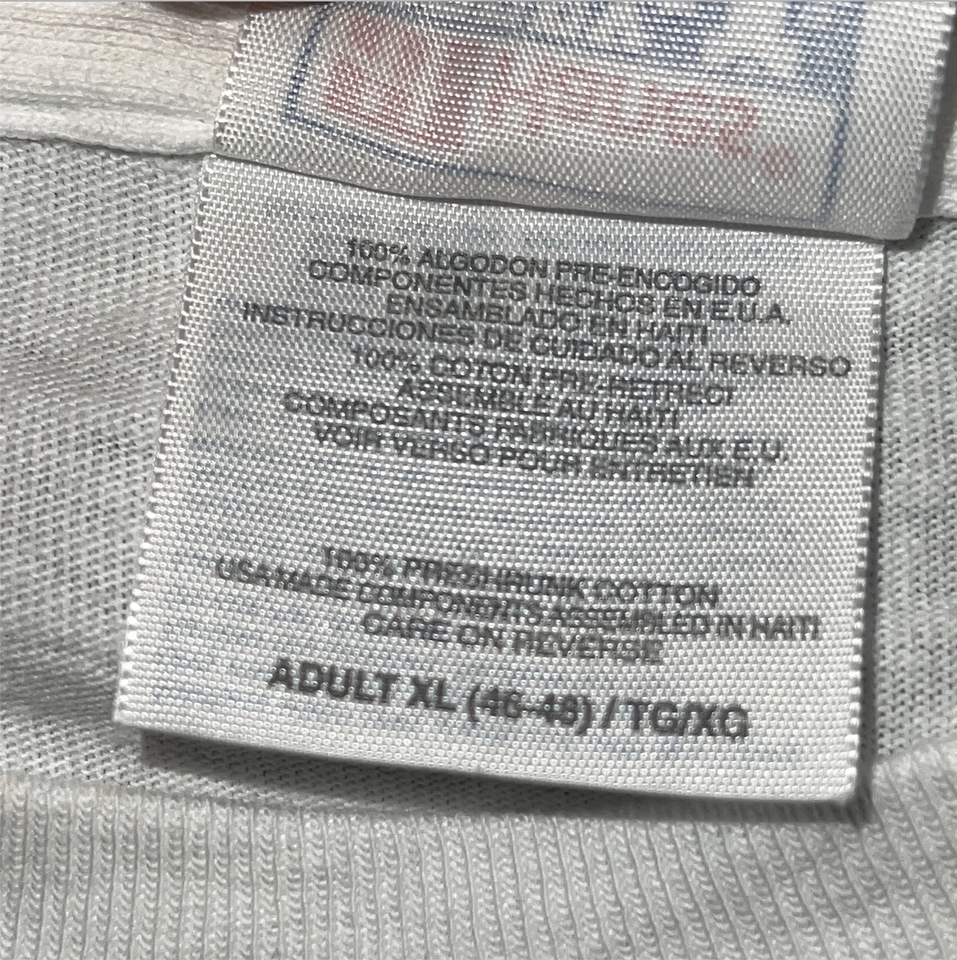 100% ALGODON PRE-ENCOGIDO
COMPONENTES HECHOS EN E.U.A.
ENSAMBLADO EN HAITI
INSTRUCCIONES DE CUIDADO AL REVERSO
100% COTON PRE-RETRECI
ASSEMBLE AU HAITI
COMPOSANTS FABRIQUES AUX E.U.
VOIR VERSO POUR ENTRETIEN
100% PRESHRUNK COTTON
USA MADE COMPONENTS ASSEMBLED IN HAITI
CARE ON REVERSE
ADULT XL (46-48) / TG/XG